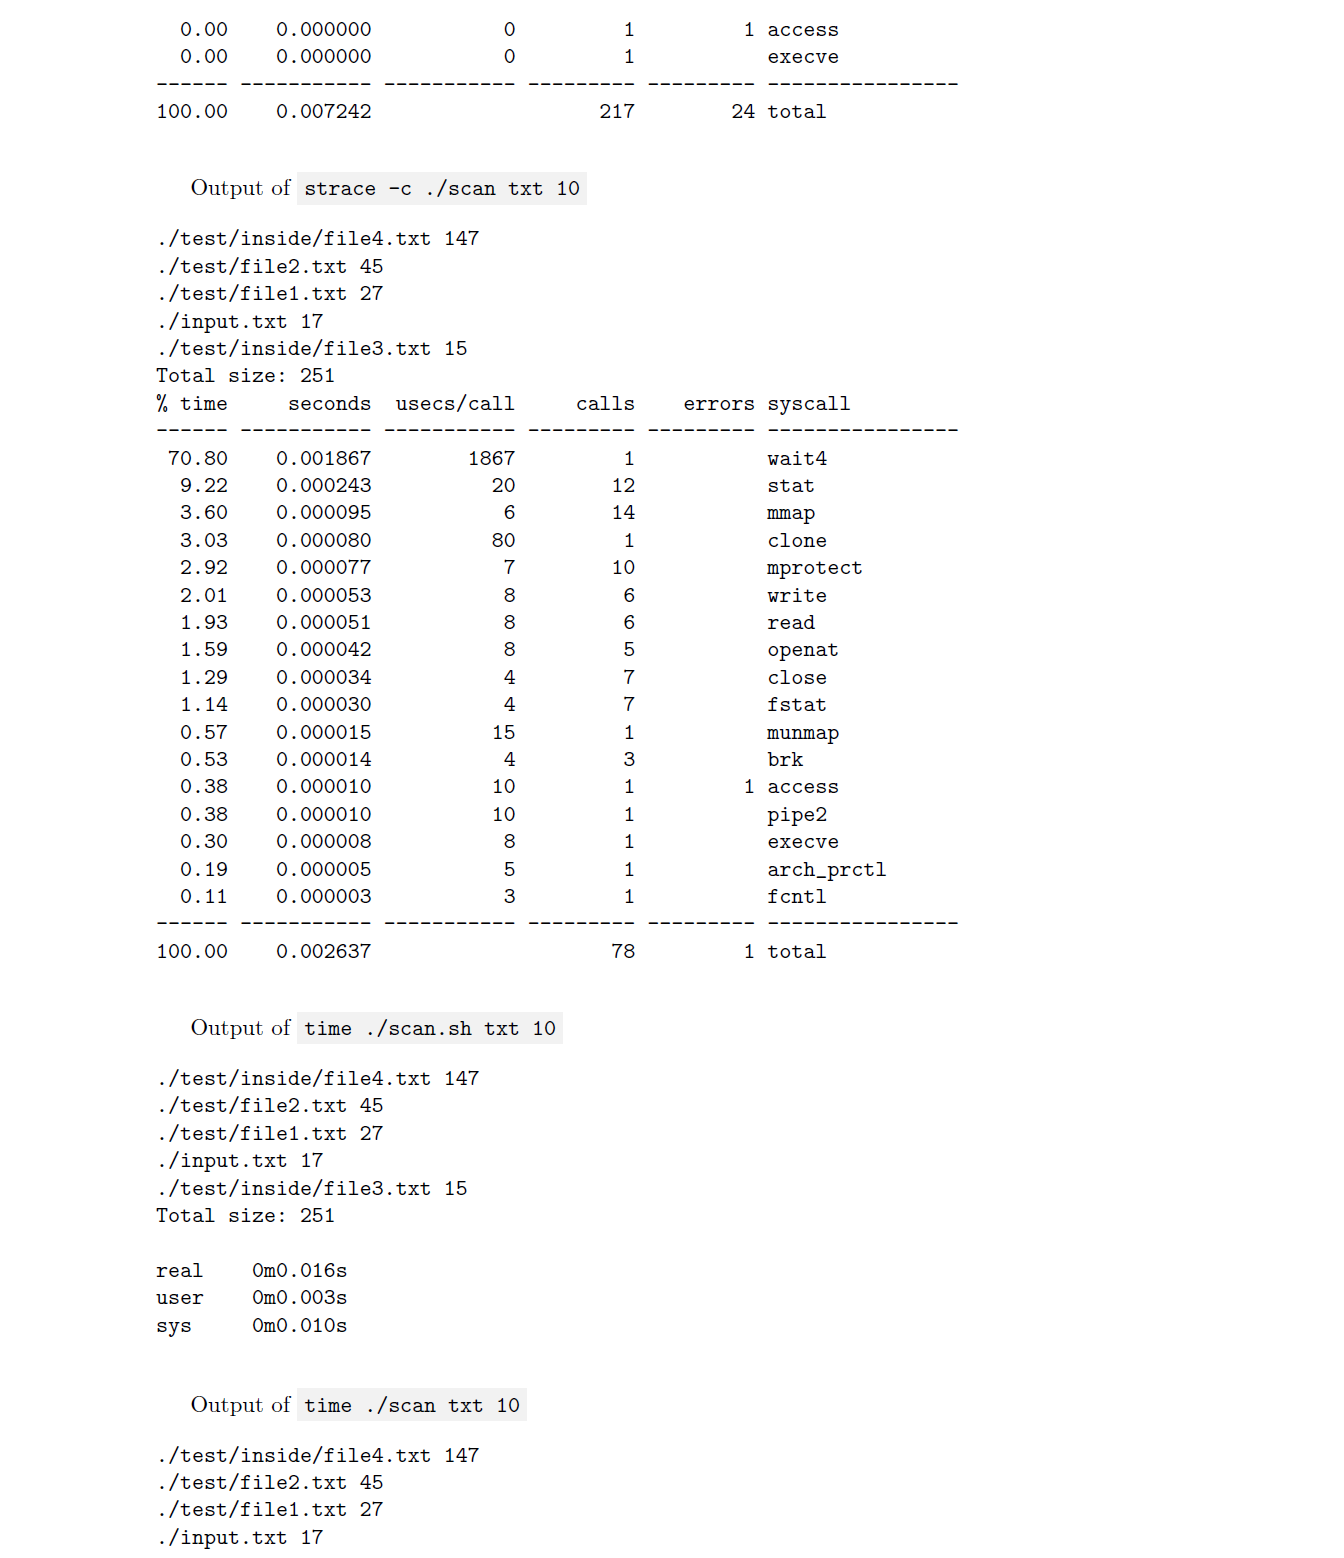 0.00    0.000000           0         1         1 access
0.00    0.000000           0         1           execve
------ ----------- ----------- --------- --------- ----------------
100.00    0.007242                   217        24 total
Output of strace -c ./scan txt 10
./test/inside/file4.txt 147
./test/file2.txt 45
./test/file1.txt 27
./input.txt 17
./test/inside/file3.txt 15
Total size: 251
% time     seconds  usecs/call     calls    errors syscall
------ ----------- ----------- --------- --------- ----------------
 70.80    0.001867        1867         1           wait4
  9.22    0.000243          20        12           stat
  3.60    0.000095           6        14           mmap
  3.03    0.000080          80         1           clone
  2.92    0.000077           7        10           mprotect
  2.01    0.000053           8         6           write
  1.93    0.000051           8         6           read
  1.59    0.000042           8         5           openat
  1.29    0.000034           4         7           close
  1.14    0.000030           4         7           fstat
  0.57    0.000015          15         1           munmap
  0.53    0.000014           4         3           brk
  0.38    0.000010          10         1         1 access
  0.38    0.000010          10         1           pipe2
  0.30    0.000008           8         1           execve
  0.19    0.000005           5         1           arch_prctl
  0.11    0.000003           3         1           fcntl
------ ----------- ----------- --------- --------- ----------------
100.00    0.002637                    78         1 total
Output of time ./scan.sh txt 10
./test/inside/file4.txt 147
./test/file2.txt 45
./test/file1.txt 27
./input.txt 17
./test/inside/file3.txt 15
Total size: 251
real    0m0.016s
user    0m0.003s
sys     0m0.010s
Output of time ./scan txt 10
./test/inside/file4.txt 147
./test/file2.txt 45
./test/file1.txt 27
./input.txt 17